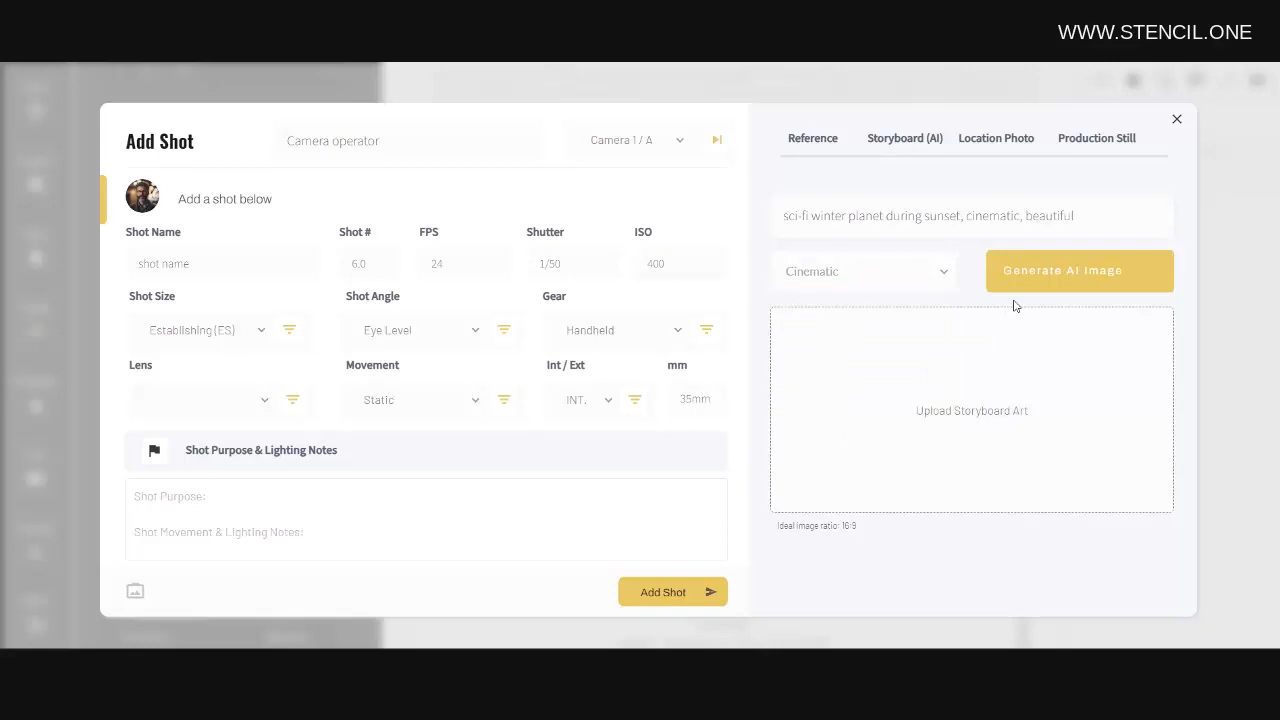 WWW.STENCIL.ONE
Add Shot
Camera operator
Camera 1 / A
Add a shot below
Shot Name
Shot #
FPS
Shutter
ISO
shot name
6.0
24
1/50
400
Shot Size
Shot Angle
Gear
Establishing (ES)
Eye Level
Handheld
Lens
Movement
Int / Ext
mm
Static
INT.
35mm
Shot Purpose & Lighting Notes
Shot Purpose:
Shot Movement & Lighting Notes:
Add Shot
Reference
Storyboard (AI)
Location Photo
Production Still
sci-fi winter planet during sunset, cinematic, beautiful
Cinematic
Generate AI Image
Upload Storyboard Art
Ideal image ratio: 16:9